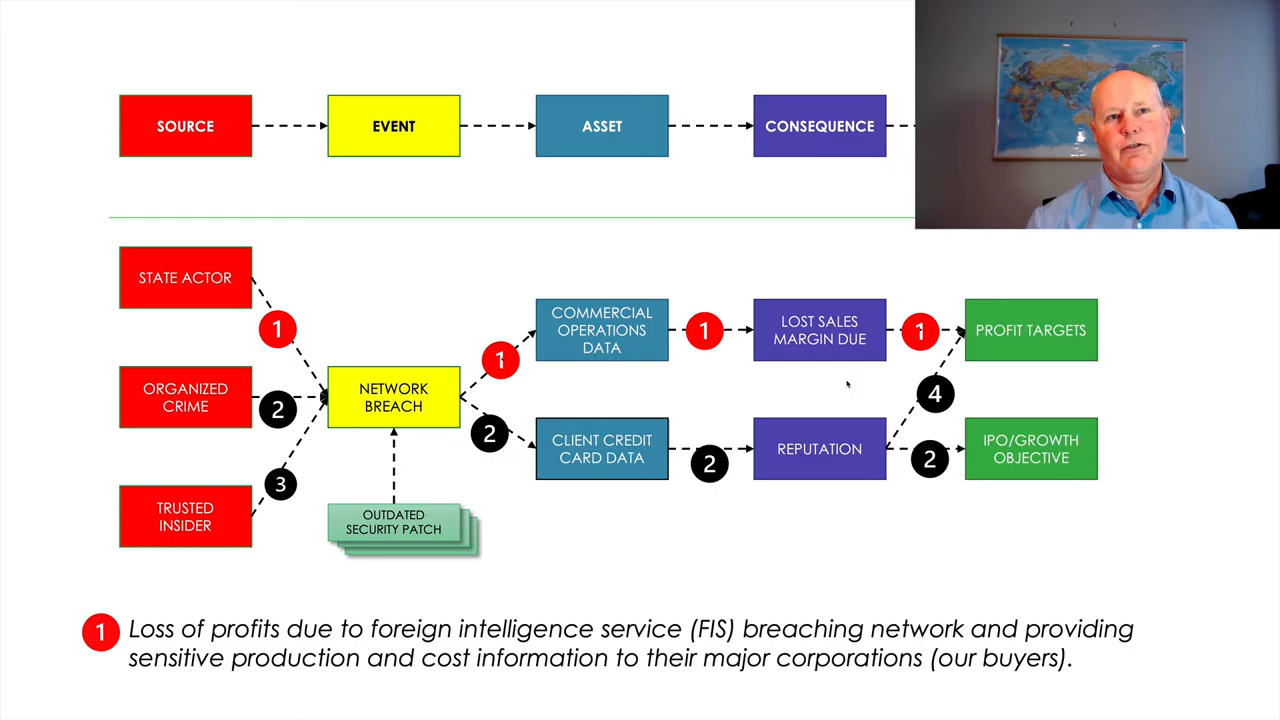 SOURCE
EVENT
ASSET
CONSEQUENCE
STATE ACTOR
1
ORGANIZED
CRIME
2
TRUSTED
INSIDER
3
NETWORK
BREACH
OUTDATED
SECURITY PATCH
1
2
COMMERCIAL
OPERATIONS
DATA
1
LOST SALES
MARGIN DUE
1
PROFIT TARGETS
4
CLIENT CREDIT
CARD DATA
2
REPUTATION
2
IPO/GROWTH
OBJECTIVE
1 Loss of profits due to foreign intelligence service (FIS) breaching network and providing
sensitive production and cost information to their major corporations (our buyers).